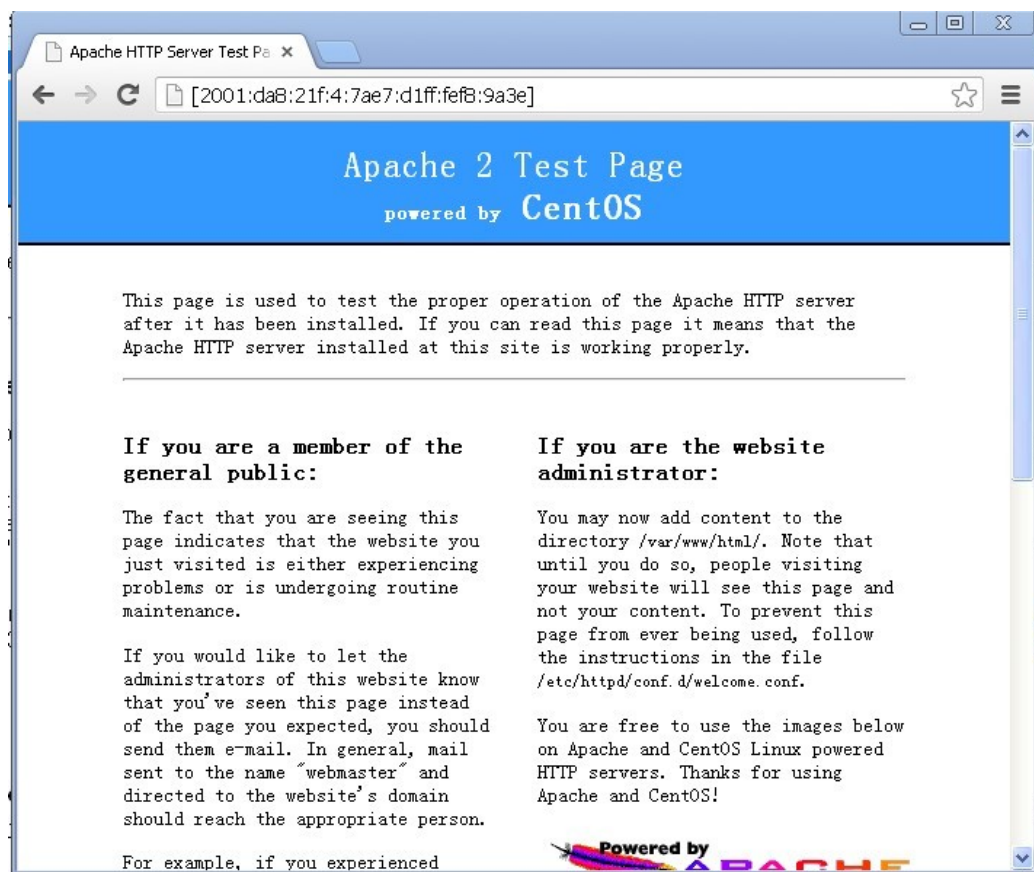 Apache HTTP Server Test Pa
[2001:da8:21f:4:7ae7:d1ff:fef8:9a3e]
Apache 2 Test Page
powered by CentOS
This page is used to test the proper operation of the Apache HTTP server
after it has been installed. If you can read this page it means that the
Apache HTTP server installed at this site is working properly.
If you are a member of the
general public:
The fact that you are seeing this
page indicates that the website you
just visited is either experiencing
problems or is undergoing routine
maintenance.
If you would like to let the
administrators of this website know
that you've seen this page instead
of the page you expected, you should
send them e-mail. In general, mail
sent to the name "webmaster" and
directed to the website's domain
should reach the appropriate person.
For example, if you experienced
If you are the website
administrator:
You may now add content to the
directory /var/www/html/. Note that
until you do so, people visiting
your website will see this page and
not your content. To prevent this
page from ever being used, follow
the instructions in the file
/etc/httpd/conf.d/welcome.conf.
You are free to use the images below
on Apache and CentOS Linux powered
HTTP servers. Thanks for using
Apache and CentOS!
Powered by
APACHE